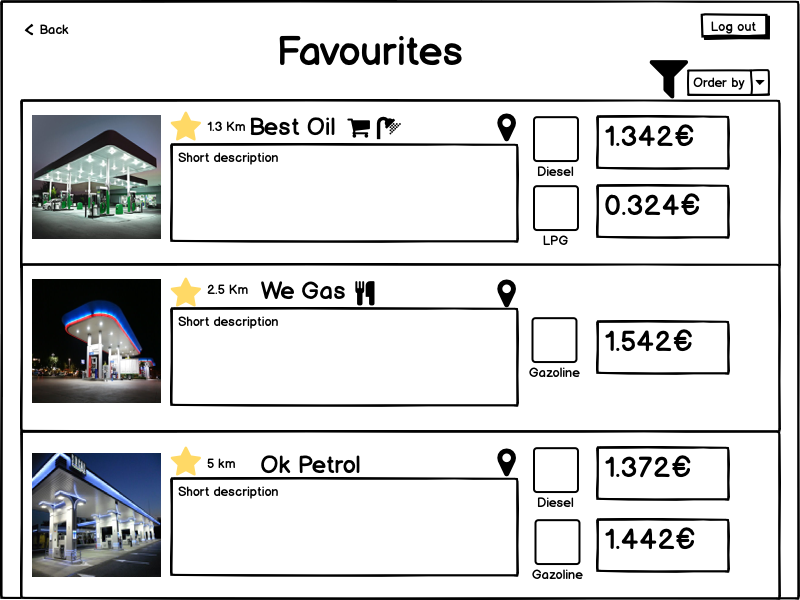 Back
Log out
Favourites
Order by
1.3 Km Best Oil
Short description
Diesel
1.342€
LPG
0.324€
2.5 Km We Gas
Short description
Gazoline
1.542€
5 km Ok Petrol
Short description
Diesel
1.372€
Gazoline
1.442€